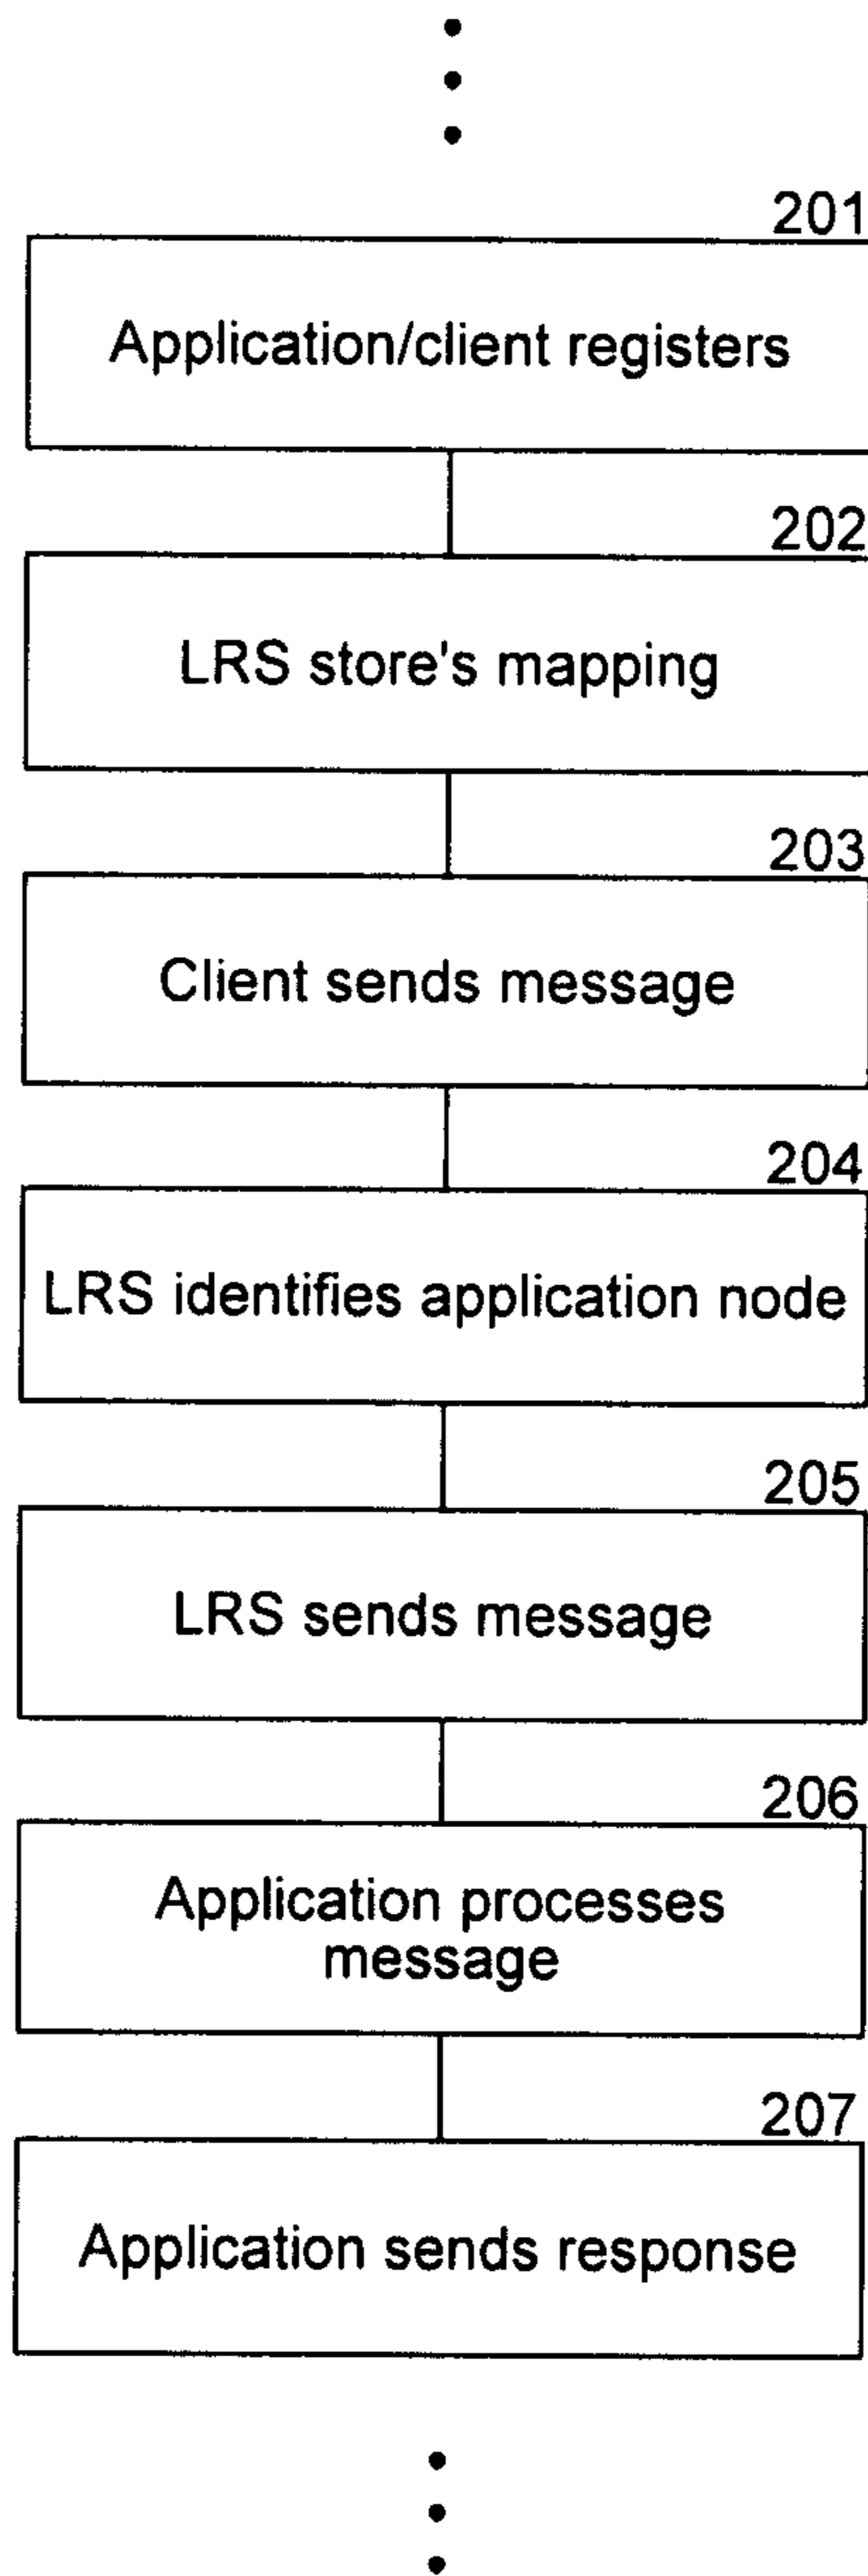 201
Application/client registers
202
LRS store's mapping
203
Client sends message
204
LRS identifies application node
205
LRS sends message
206
Application processes
message
207
Application sends response